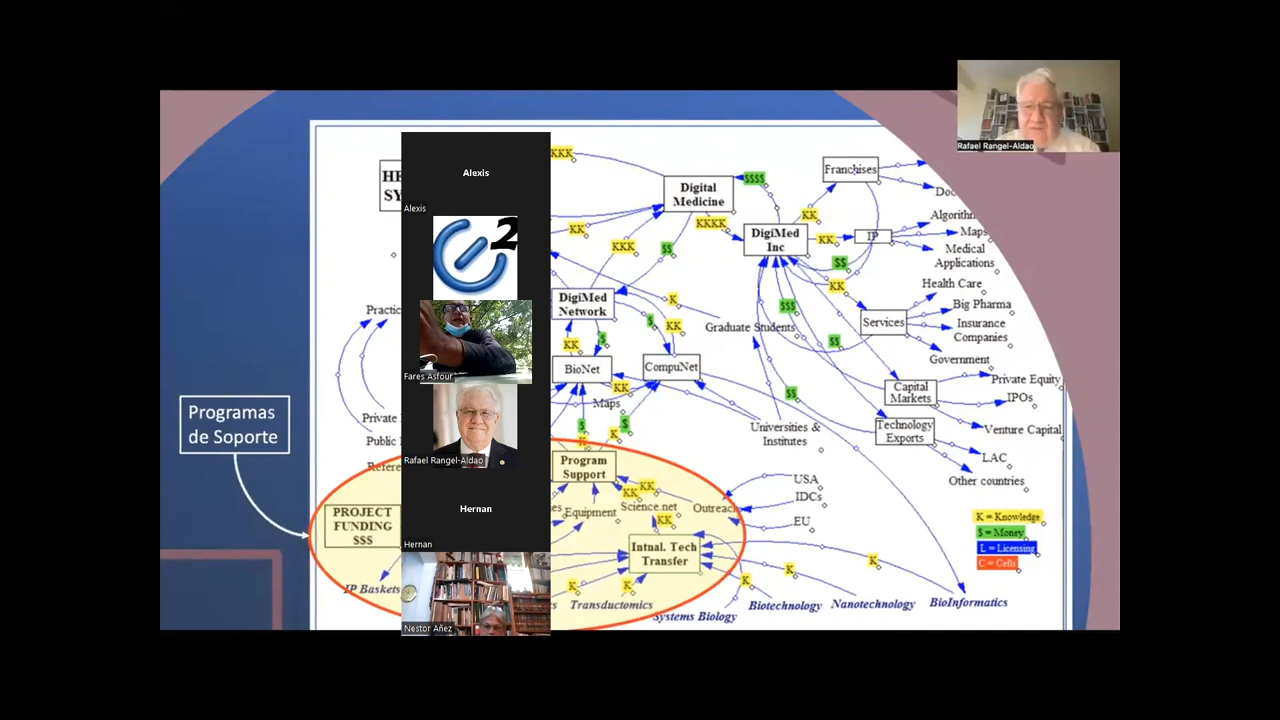 Rafael Rangel-Aldao
Alexis
Alexis
2
Fares Asfour
Rafael Rangel-Aldao
Hernan
Hernan
Nestor Añez
Programas
de Soporte
HE
SY
KKK
Digital
Medicine
$$$$
Franchises
Doc
KK
KKKK
KK
DigiMed
Inc
KK
IP
Algorithm
Maps
Medical
Applications
KKK
$$
$$
KK
Health Care
Big Pharma
Insurance
Companies
Government
Services
DigiMed
Network
K
$
KK
$$$
$$
Graduate Students
Practic
KK
$
BioNet
CompuNet
KK
Maps
$$
Capital
Markets
Private Equity
IPOs
Venture Capital
Technology
Exports
LAC
Other countries
Private
Public
Refere
$
K
$
K
Universities &
Institutes
Program
Support
KK
KK
USA
IDCs
EU
PROJECT
FUNDING
$$$
es
Equipment
Science.net
Outreach
KK
Intnal. Tech
Transfer
K = Knowledge
$ = Money
L = Licensing
C = Cells
IP Baskets
K
K
K
K
K
s
Transductomics
Systems Biology
Biotechnology
Nanotechnology
BioInformatics